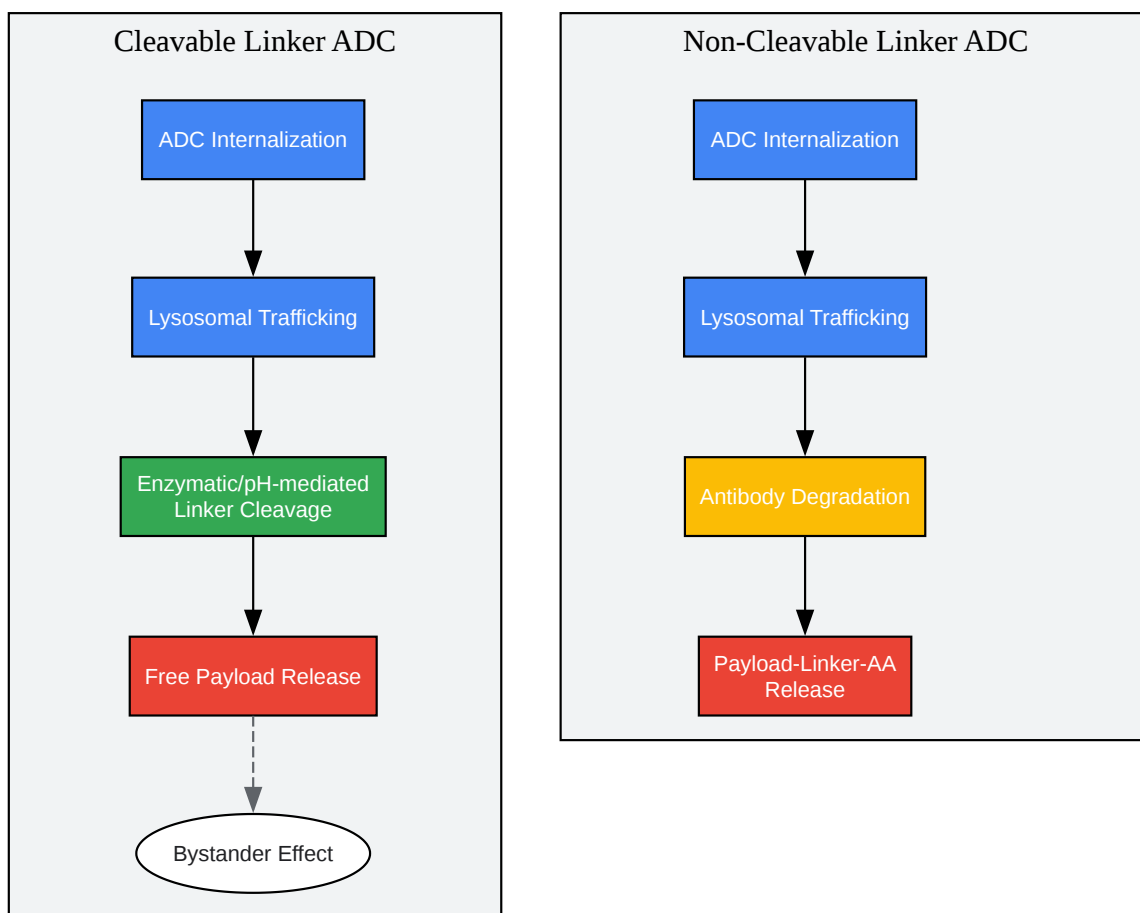 Cleavable Linker ADC
ADC Internalization
Lysosomal Trafficking
Enzymatic/pH-mediated
Linker Cleavage
Free Payload Release
Bystander Effect
Non-Cleavable Linker ADC
ADC Internalization
Lysosomal Trafficking
Antibody Degradation
Payload-Linker-AA
Release